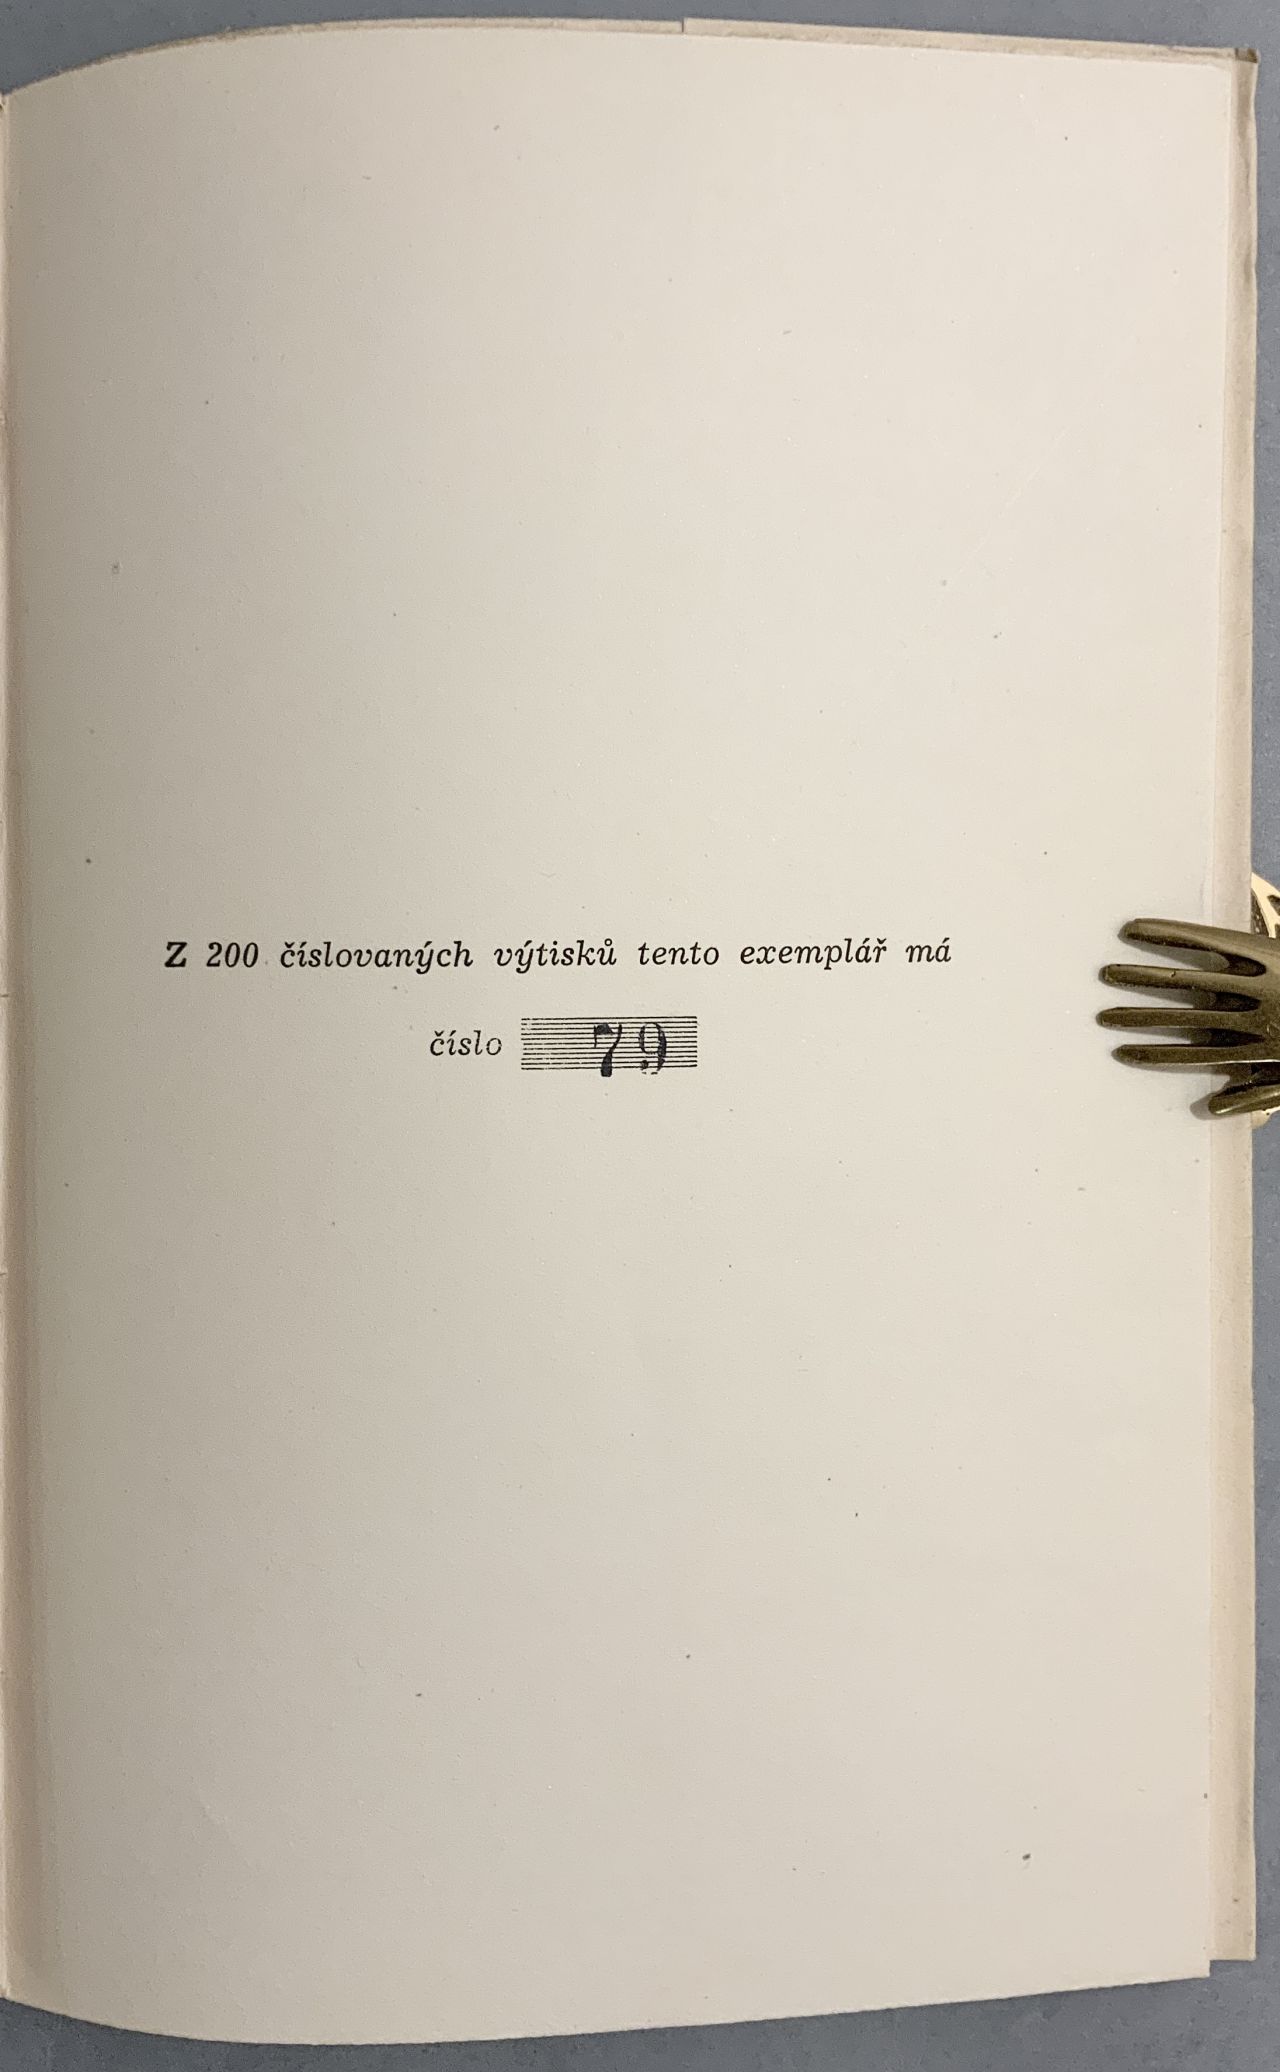 Z 200 číslovaných výtisků tento exemplář má
číslo 79